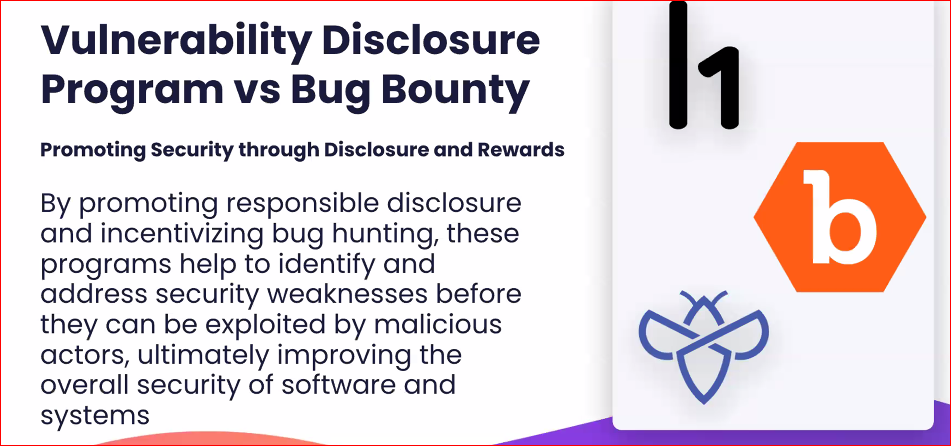 Vulnerability Disclosure
Program vs Bug Bounty
Promoting Security through Disclosure and Rewards
By promoting responsible disclosure
and incentivizing bug hunting, these
programs help to identify and
address security weaknesses before
they can be exploited by malicious
actors, ultimately improving the
overall security of software and
systems
h1
b